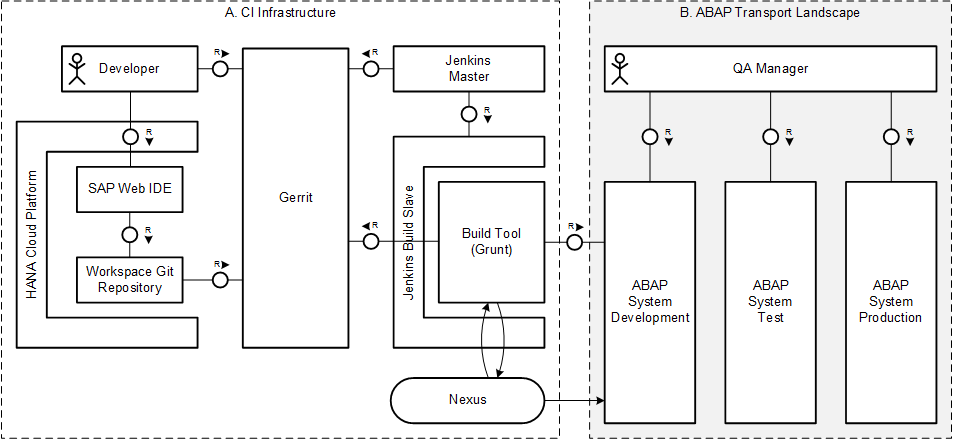 A. CI Infrastructure
B. ABAP Transport Landscape
Developer
R
R
Jenkins
Master
QA Manager
R
R
R
R
R
HANA Cloud Platform
SAP Web IDE
R
Workspace Git
Repository
R
Gerrit
R
Jenkins Build Slave
Build Tool
(Grunt)
R
Nexus
ABAP
System
Development
ABAP
System
Test
ABAP
System
Production